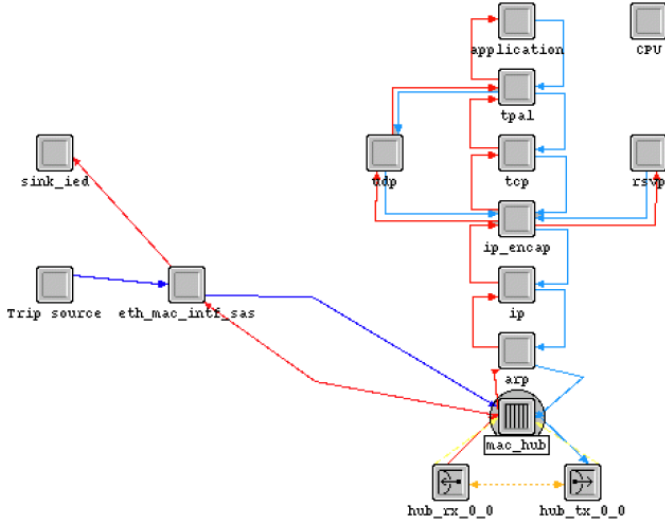 application
CPU
tpal
sink_ied
udp
tcp
rsvp
ip_encap
Trip source
eth_mac_intf_sas
ip
arp
mac_hub
hub_rx_0_0
hub_tx_0_0